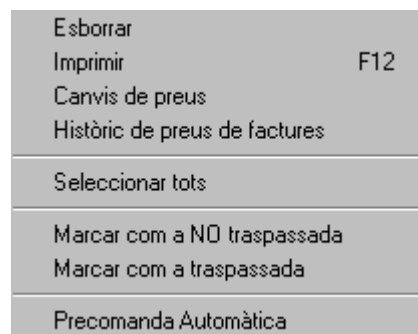 Esborrar
Imprimir F12
Canvis de preus
Històric de preus de factures
Seleccionar tots
Marcar com a NO traspassada
Marcar com a traspassada
Precomanda Automàtica